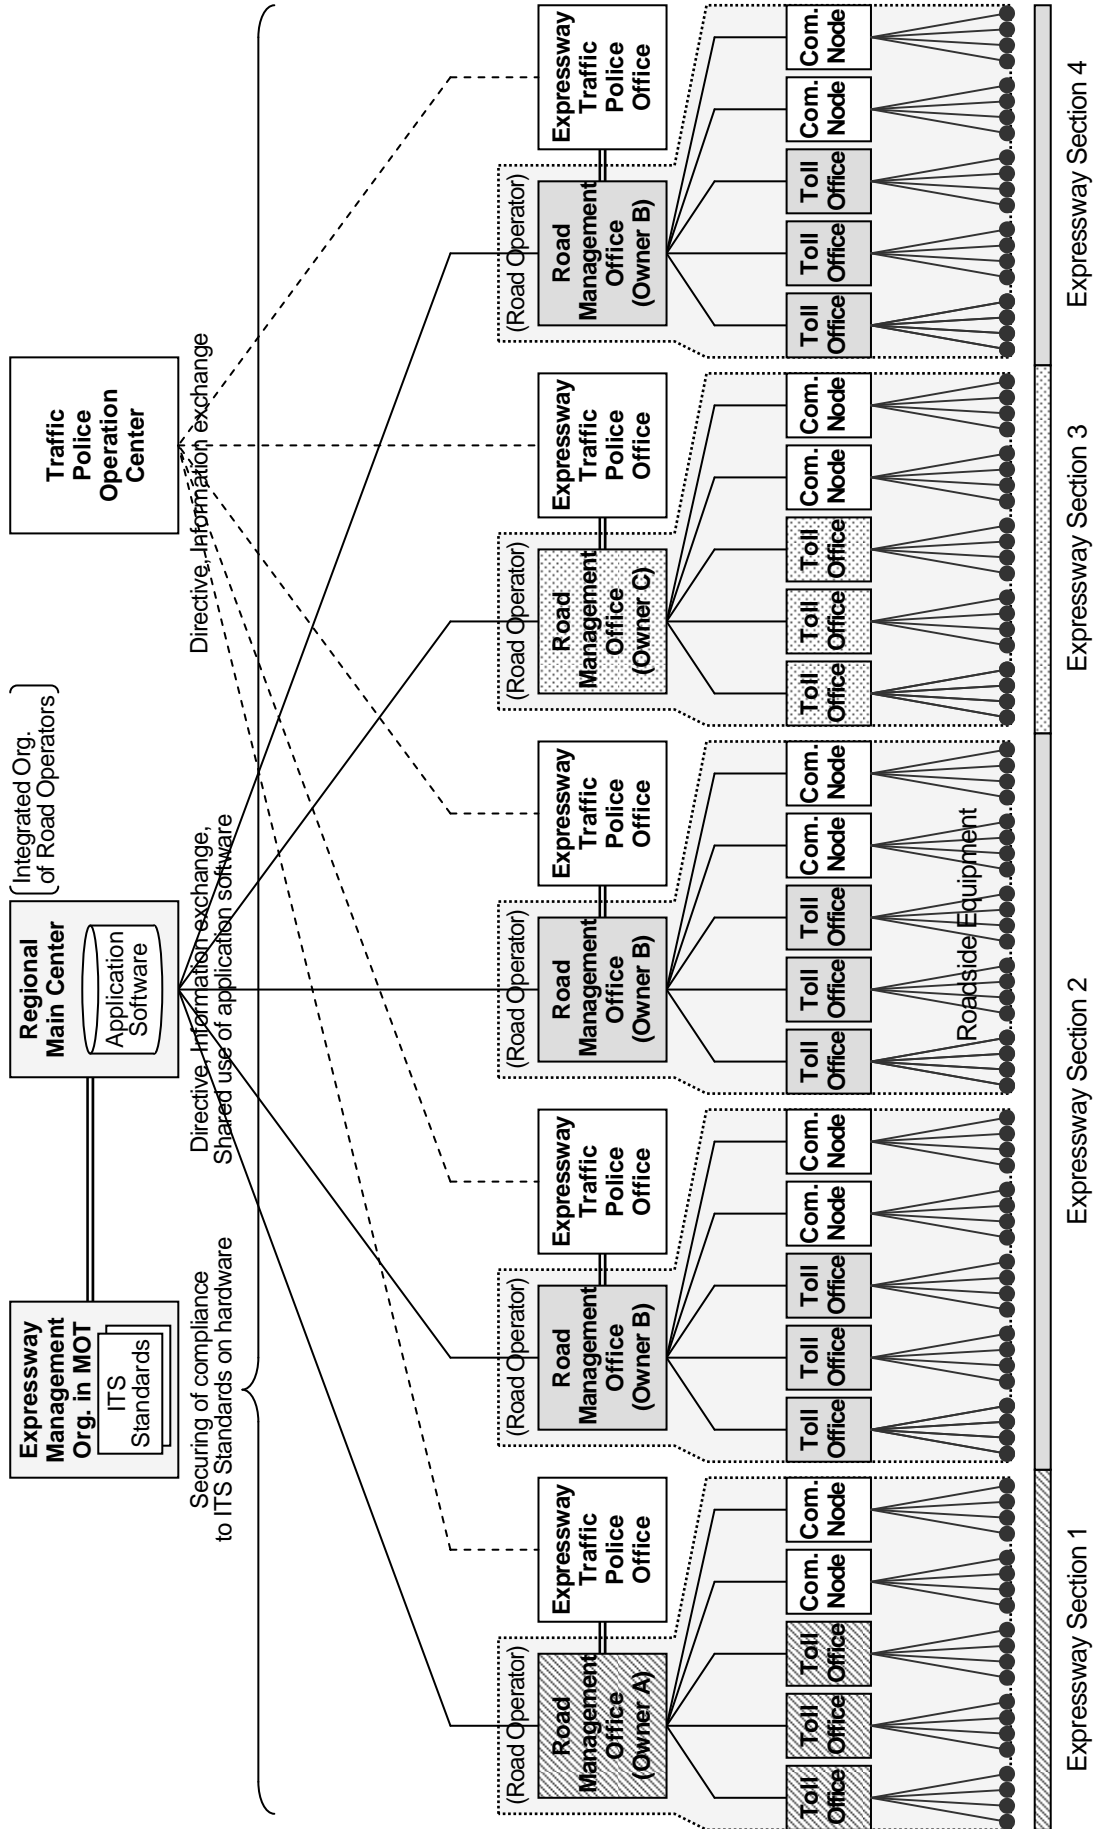 Expressway
Management
Org. in MOT
ITS
Standards
Regional
Main Center
Application
Software
Integrated Org.
of Road Operators
Traffic
Police
Operation
Center
Securing of compliance
to ITS Standards on hardware
Directive, Information exchange,
Shared use of application software
Directive, Information exchange
(Road Operator)
Road
Management
Office
(Owner A)
Expressway
Traffic
Police
Office
(Road Operator)
Road
Management
Office
(Owner B)
Expressway
Traffic
Police
Office
(Road Operator)
Road
Management
Office
(Owner B)
Expressway
Traffic
Police
Office
(Road Operator)
Road
Management
Office
(Owner C)
Expressway
Traffic
Police
Office
(Road Operator)
Road
Management
Office
(Owner B)
Expressway
Traffic
Police
Office
Toll
Office
Toll
Office
Toll
Office
Com.
Node
Com.
Node
Toll
Office
Toll
Office
Toll
Office
Com.
Node
Com.
Node
Toll
Office
Toll
Office
Toll
Office
Com.
Node
Com.
Node
Toll
Office
Toll
Office
Toll
Office
Com.
Node
Com.
Node
Toll
Office
Toll
Office
Toll
Office
Com.
Node
Com.
Node
Roadside Equipment
Expressway Section 1
Expressway Section 2
Expressway Section 3
Expressway Section 4